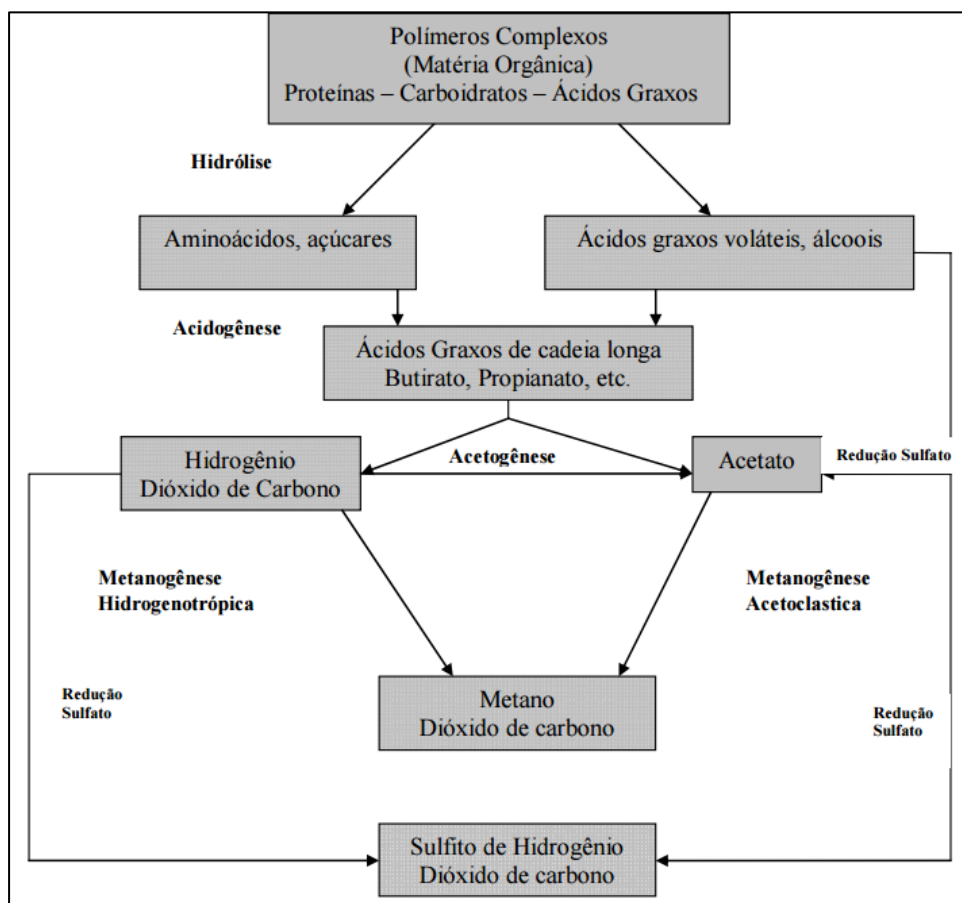 Polímeros Complexos
(Matéria Orgânica)
Proteínas – Carboidratos – Ácidos Graxos
Hidrólise
Aminoácidos, açúcares
Ácidos graxos voláteis, álcoois
Acidogênese
Ácidos Graxos de cadeia longa
Butirato, Propianato, etc.
Hidrogênio
Dióxido de Carbono
Acetogênese
Acetato
Redução Sulfato
Metanogênese
Hidrogenotrópica
Metanogênese
Acetoclastica
Redução
Sulfato
Metano
Dióxido de carbono
Redução
Sulfato
Sulfito de Hidrogênio
Dióxido de carbono